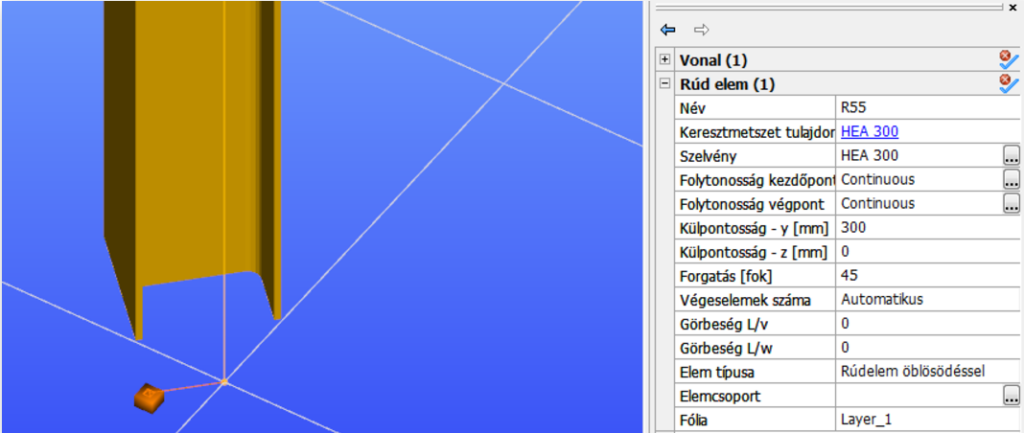 Vonal (1)
Rúd elem (1)
Név R55
Keresztmetszet tulajdor HEA 300
Szelvény HEA 300 ...
Folytonosság kezdőpont Continuous ...
Folytonosság végpont Continuous ...
Külpontosság - y [mm] 300
Külpontosság - z [mm] 0
Forgatás [fok] 45
Végeselemek száma Automatikus
Görbeség L/v 0
Görbeség L/w 0
Elem típusa Rúdelem öblösödéssel
Elemcsoport ...
Fólia Layer_1